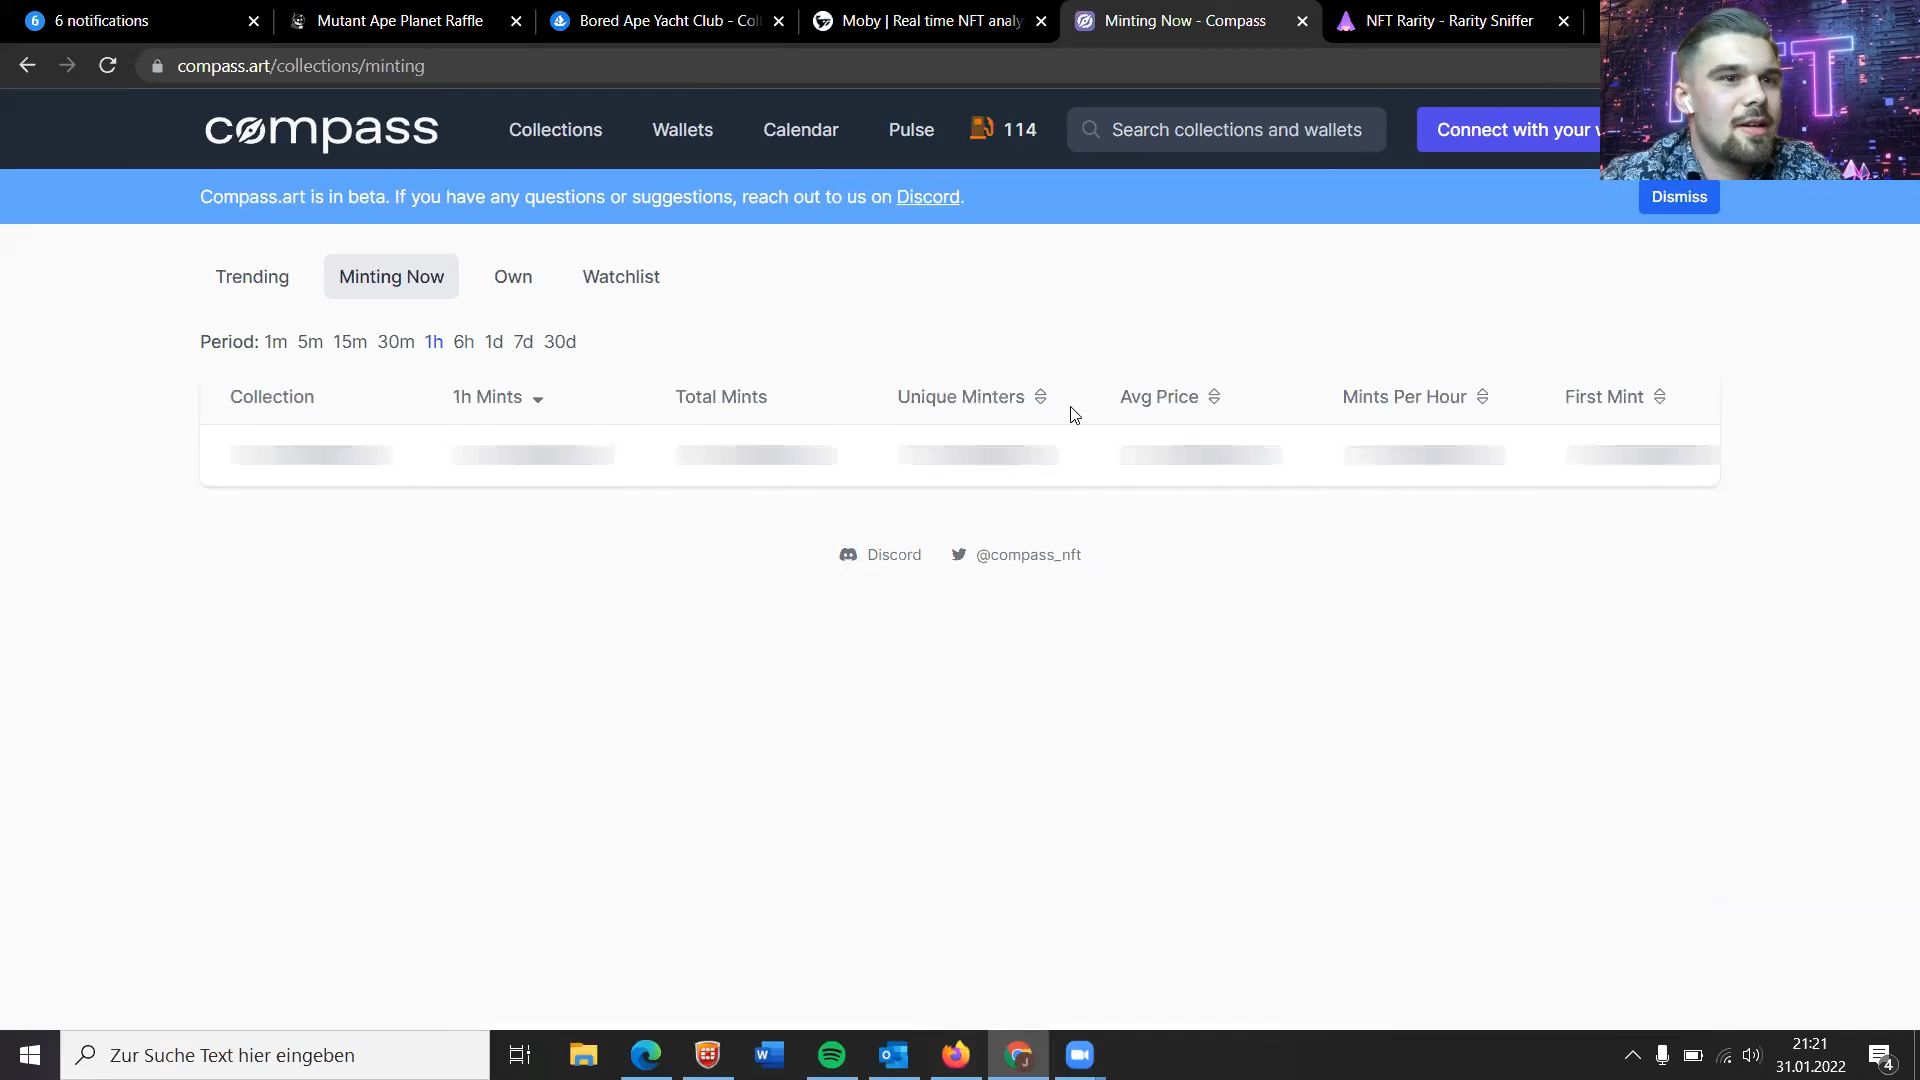 6 notifications
Mutant Ape Planet Raffle
Bored Ape Yacht Club - Col
Moby | Real time NFT analy
Minting Now - Compass
NFT Rarity - Rarity Sniffer
compass.art/collections/minting
compass
Collections
Wallets
Calendar
Pulse
114
Search collections and wallets
Connect with your
Compass.art is in beta. If you have any questions or suggestions, reach out to us on Discord.
Dismiss
Trending
Minting Now
Own
Watchlist
Period: 1m 5m 15m 30m 1h 6h 1d 7d 30d
Collection
1h Mints
Total Mints
Unique Minters
Avg Price
Mints Per Hour
First Mint
Discord
@compass_nft
Zur Suche Text hier eingeben
21:21
31.01.2022
4